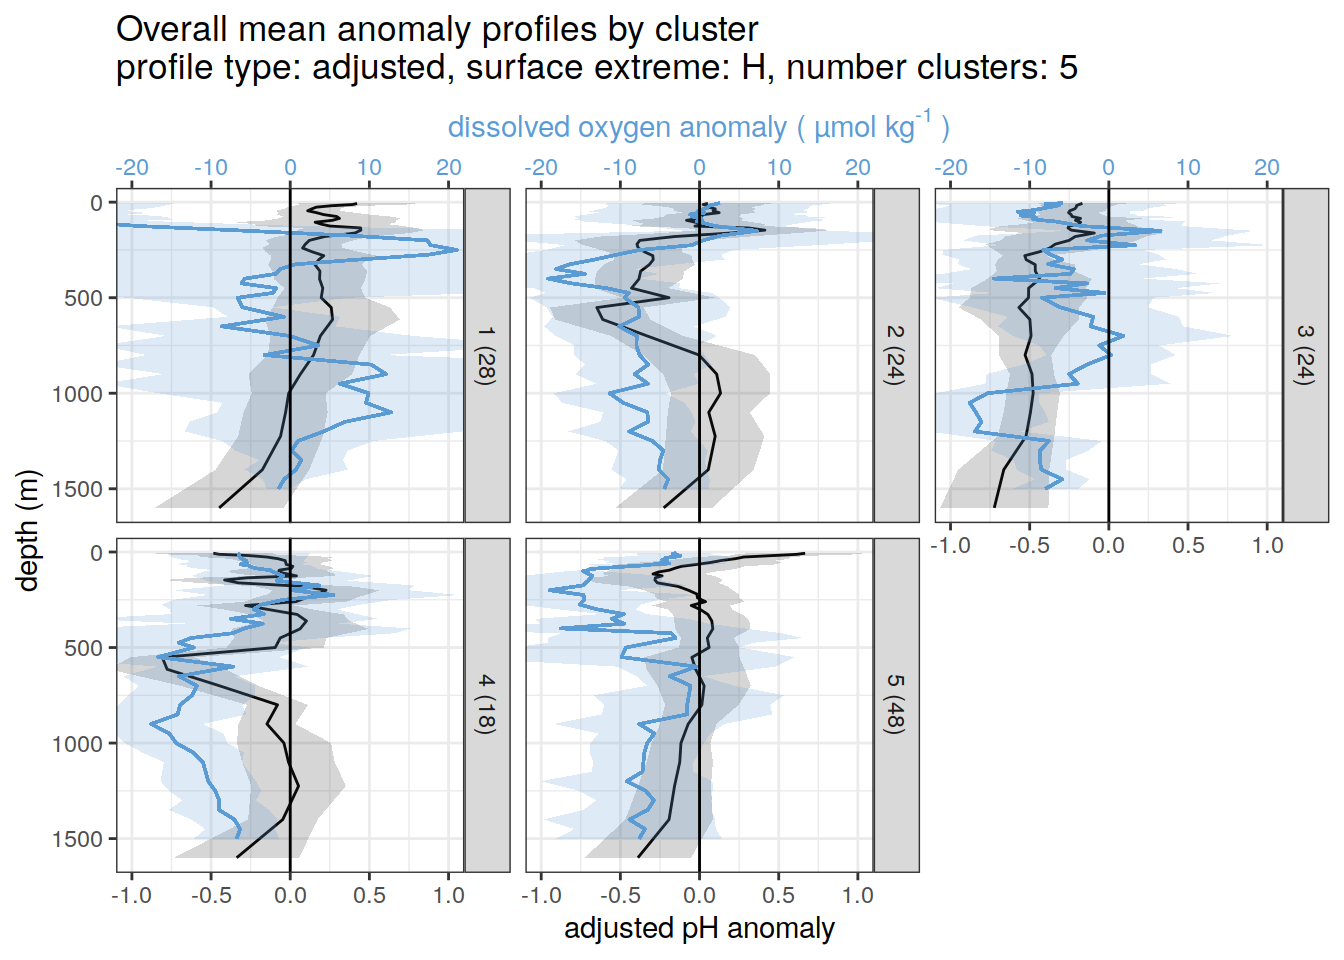 Overall mean anomaly profiles by cluster
profile type: adjusted, surface extreme: H, number clusters: 5
dissolved oxygen anomaly ( µmol kg-1 )
-20 -10 0 10 20 -20 -10 0 10 20 -20 -10 0 10 20
0
500
1000
1500
1 (28)
2 (24)
3 (24)
-1.0 -0.5 0.0 0.5 1.0
depth (m)
0
500
1000
1500
4 (18)
5 (48)
-1.0 -0.5 0.0 0.5 1.0 -1.0 -0.5 0.0 0.5 1.0
adjusted pH anomaly